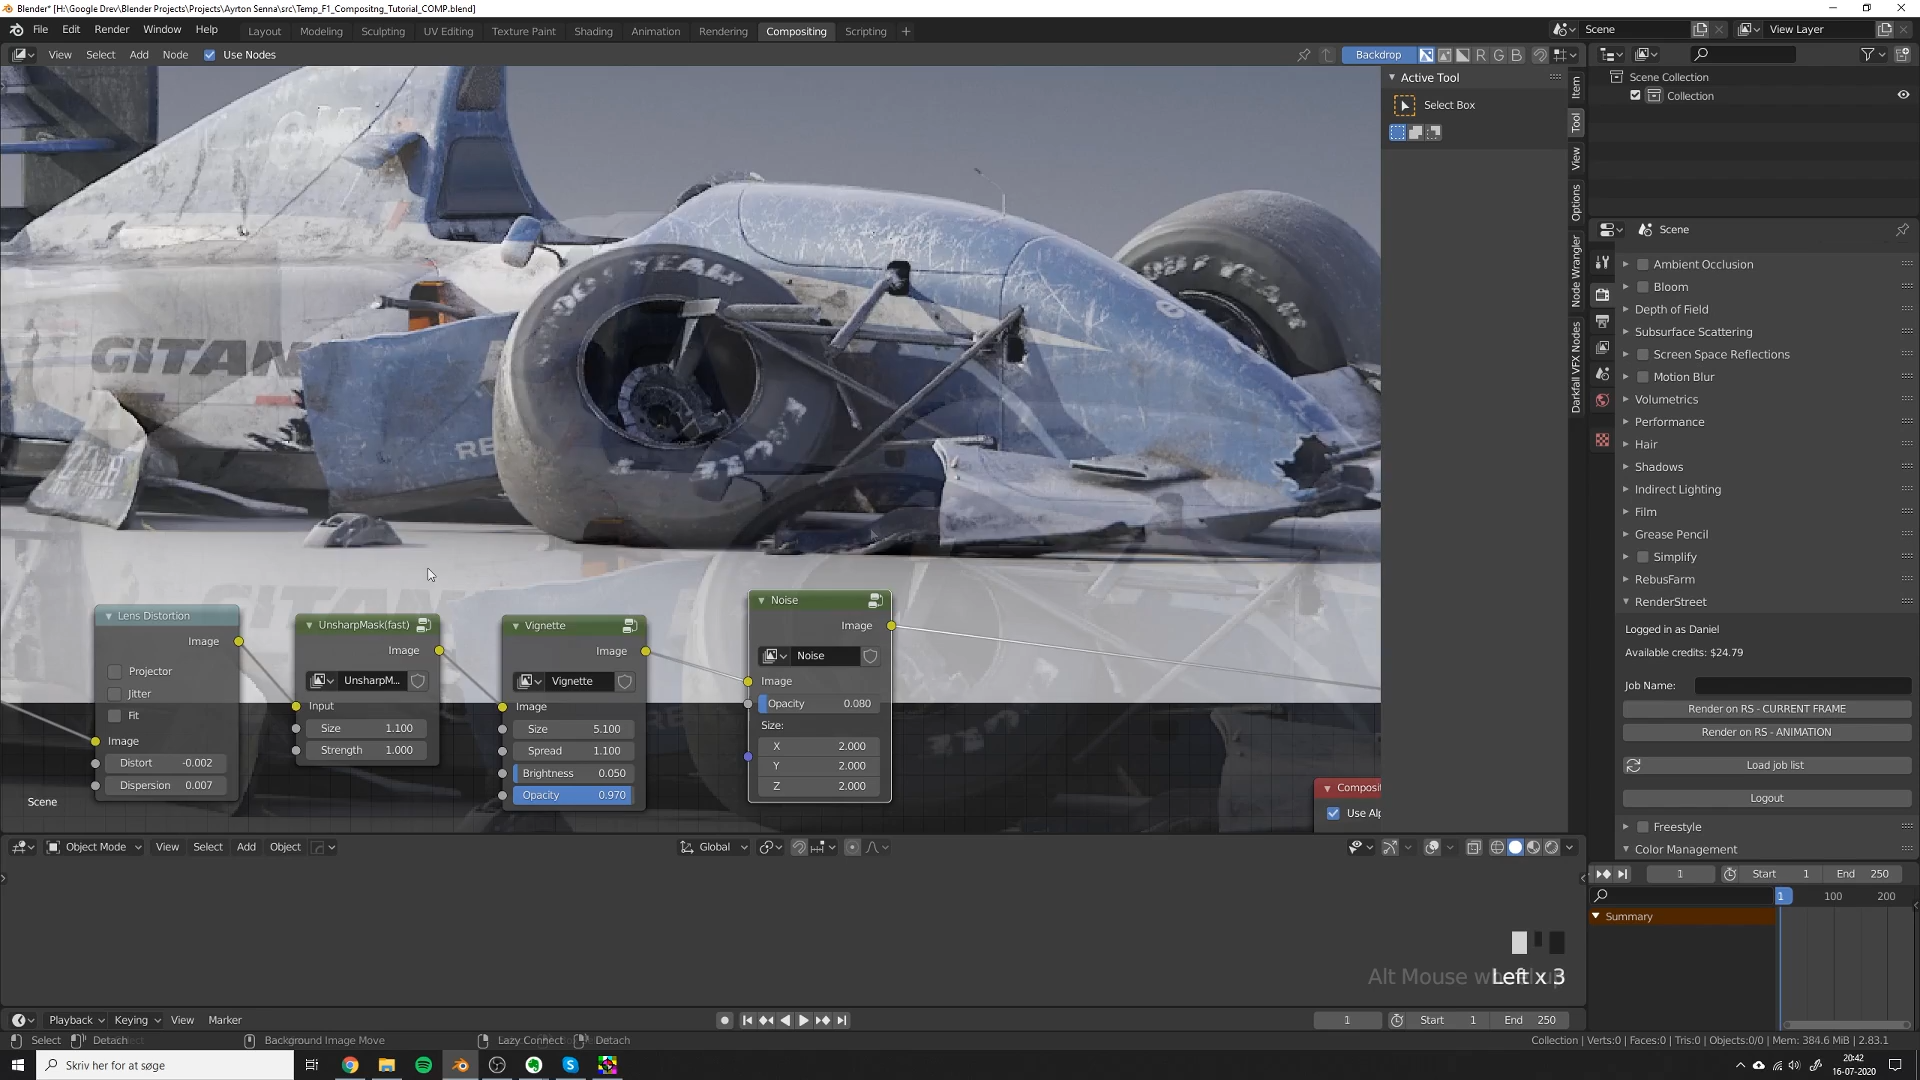 Blender* [H:\Google Drev\Blender Projects\Projects\Ayrton Senna\src\Temp_F1_Compositng_Tutorial_COMP.blend]
File Edit Render Window Help Layout Modeling Sculpting UV Editing Texture Paint Shading Animation Rendering Compositing Scripting + Scene View Layer
View Select Add Node Use Nodes Backdrop R G B
Active Tool
Select Box
Item
Tool
View
Options
Node Wrangler
Darkfall VFX Nodes
Scene Collection
Collection
Scene
Ambient Occlusion
Bloom
Depth of Field
Subsurface Scattering
Screen Space Reflections
Motion Blur
Volumetrics
Performance
Hair
Shadows
Indirect Lighting
Film
Grease Pencil
Simplify
RebusFarm
RenderStreet
Logged in as Daniel
Available credits: $24.79
Job Name:
Render on RS - CURRENT FRAME
Render on RS - ANIMATION
Load job list
Logout
Freestyle
Color Management
GITAN
Lens Distortion
Image
Projector
Jitter
Fit
Image
Distort -0.002
Dispersion 0.007
UnsharpMask(fast)
Image
UnsharpM...
Input
Size 1.100
Strength 1.000
Vignette
Image
Vignette
Image
Size 5.100
Spread 1.100
Brightness 0.050
Opacity 0.970
Noise
Image
Noise
Image
Opacity 0.080
Size:
X 2.000
Y 2.000
Z 2.000
Scene
Composit
Use Alp
Object Mode View Select Add Object Global
1 Start 1 End 250
1 100 200
Summary
Left x 3
Playback Keying View Marker 1 Start 1 End 250
Select Detach Background Image Move Lazy Connect Detach Collection | Verts:0 | Faces:0 | Tris:0 | Objects:0/0 | Mem: 384.6 MiB | 2.83.1
Skriv her for at søge
20:42
16-07-2020